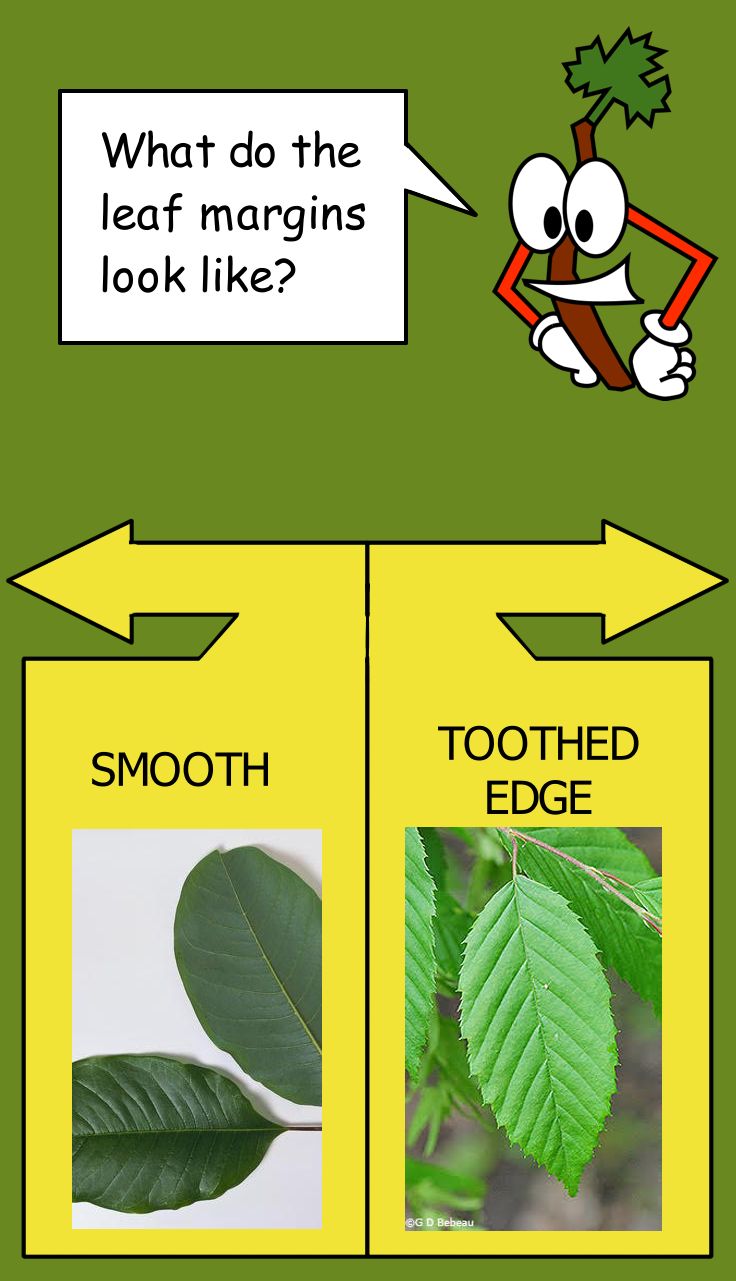 What do the
leaf margins
look like?
SMOOTH
TOOTHED
EDGE
©G D Bebeau